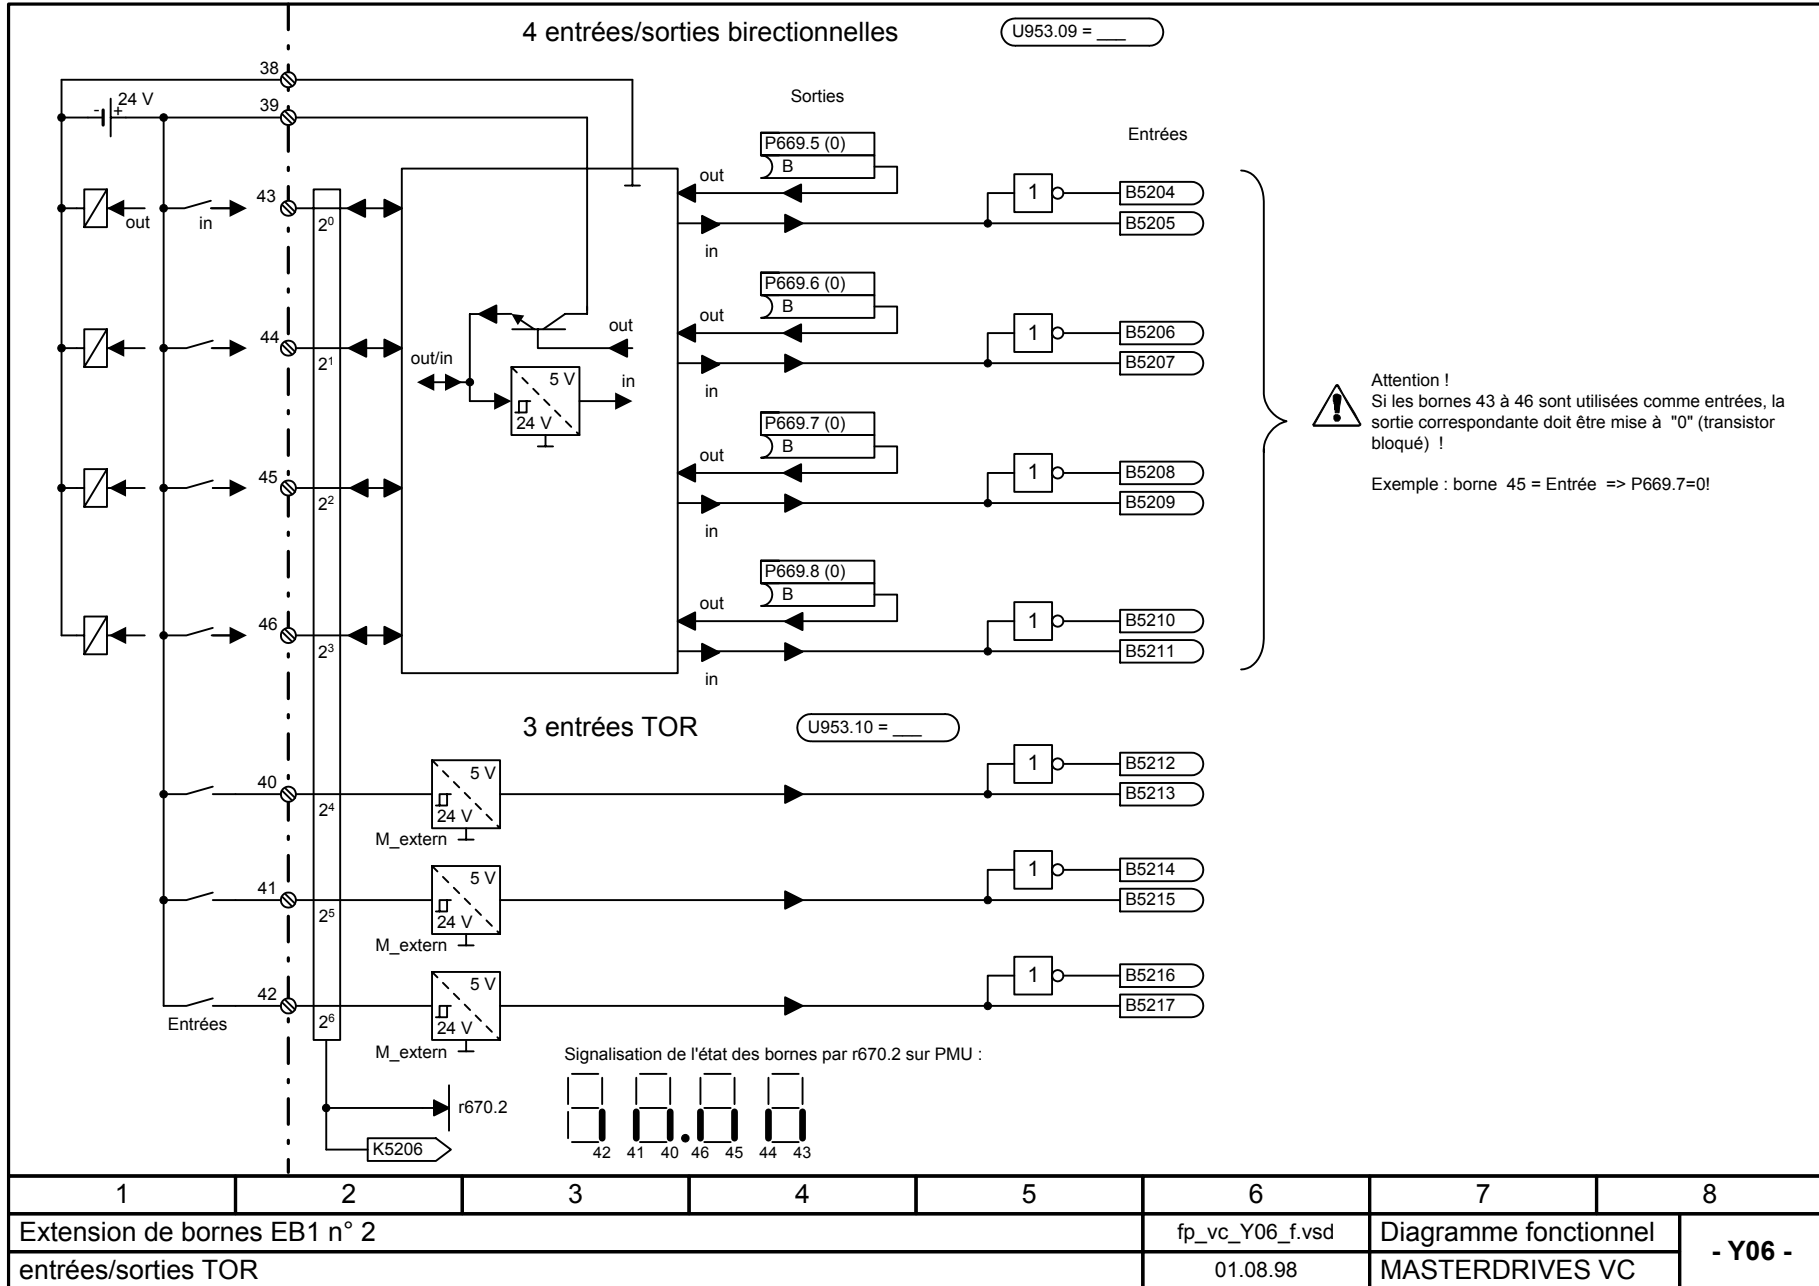 4 entrées/sorties birectionnelles
U953.09 = ___
38
- + 24 V
39
Sorties
Entrées
P669.5 (0)
B
out
43
out
in
2⁰
in
1
B5204
B5205
P669.6 (0)
B
out
44
2¹
out
out/in
5 V
24 V
in
in
1
B5206
B5207
Attention !
Si les bornes 43 à 46 sont utilisées comme entrées, la
sortie correspondante doit être mise à "0" (transistor
bloqué) !
Exemple : borne 45 = Entrée => P669.7=0!
P669.7 (0)
B
out
45
2²
in
1
B5208
B5209
P669.8 (0)
B
out
46
2³
in
1
B5210
B5211
3 entrées TOR
U953.10 = ___
40
2⁴
5 V
24 V
M_extern
1
B5212
B5213
41
2⁵
5 V
24 V
M_extern
1
B5214
B5215
42
Entrées
2⁶
5 V
24 V
M_extern
1
B5216
B5217
Signalisation de l'état des bornes par r670.2 sur PMU :
r670.2
K5206
42 41 40 46 45 44 43
1 2 3 4 5 6 7 8
Extension de bornes EB1 n° 2
fp_vc_Y06_f.vsd
Diagramme fonctionnel
- Y06 -
entrées/sorties TOR
01.08.98
MASTERDRIVES VC